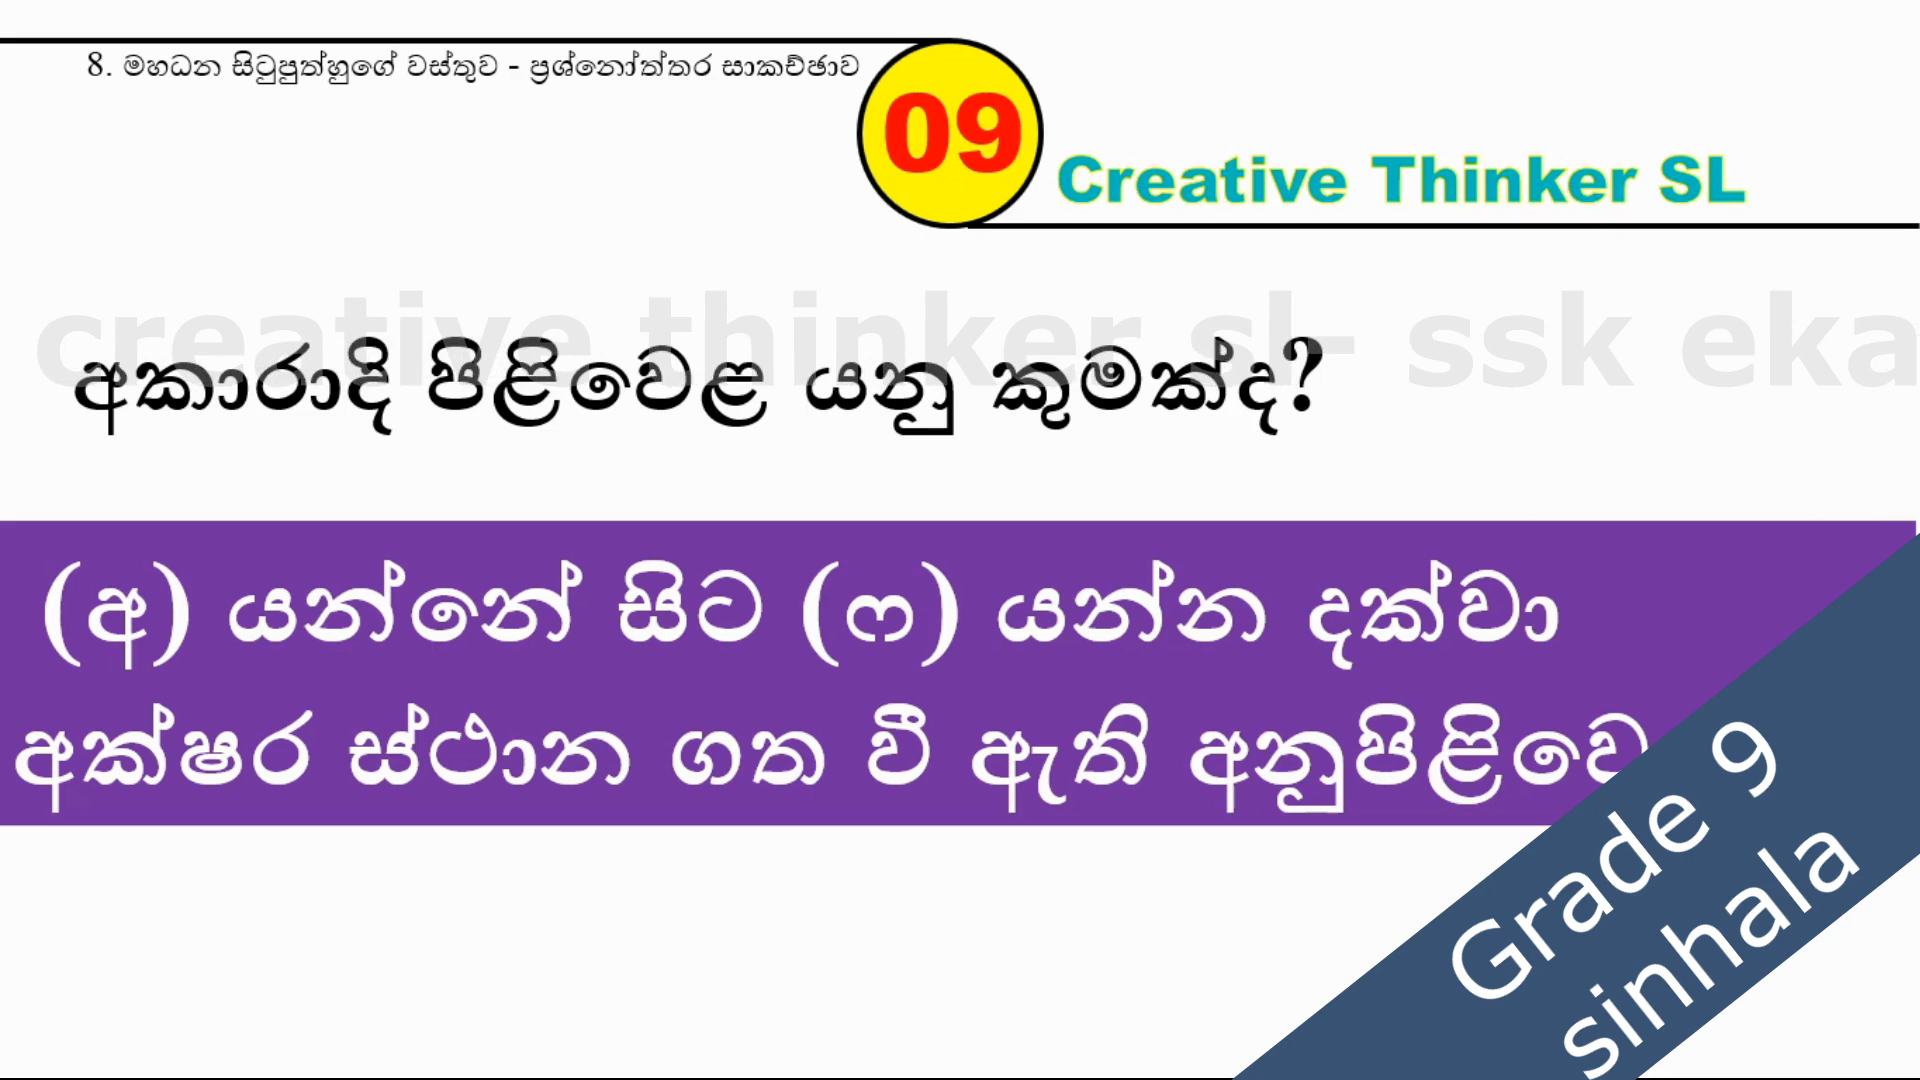 8. මහධන සිටුපුත්හුගේ වස්තුව - ප්‍රශ්නෝත්තර සාකච්ඡාව
09
Creative Thinker SL
creative thinker sl- ssk eka
අකාරාදි පිළිවෙළ යනු කුමක්ද?
(අ) යන්නේ සිට (ෆ) යන්න දක්වා
අක්ෂර ස්ථාන ගත වී ඇති අනුපිළිවෙ
Grade 9
sinhala